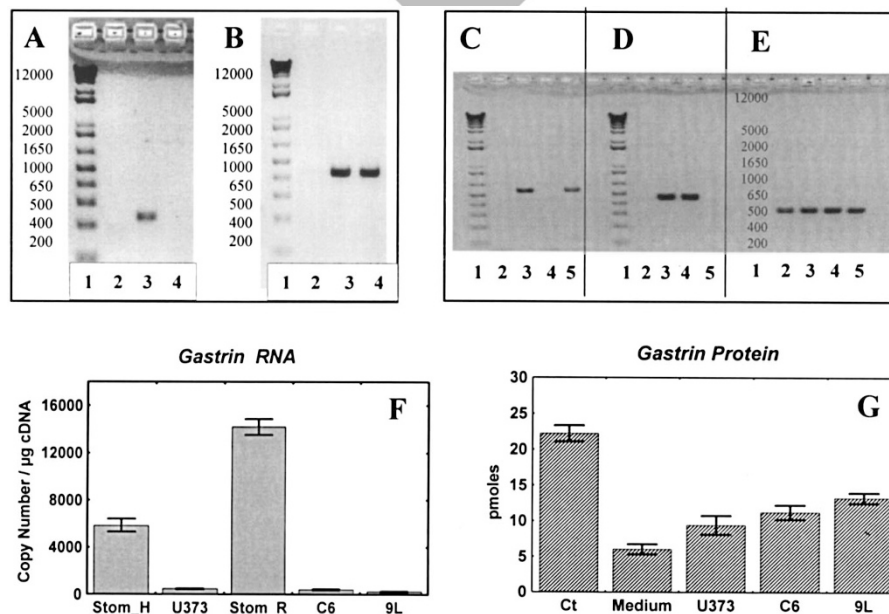 A
12000
5000
2000
1650
1000
650
500
400
200
1 2 3 4
B
12000
5000
2000
1650
1000
650
500
400
200
1 2 3 4
C
1 2 3 4 5
D
1 2 3 4 5
E
12000
5000
2000
1650
1000
650
500
400
200
1 2 3 4 5
Gastrin RNA
F
Copy Number / µg cDNA
16000
12000
8000
4000
0
Stom_H U373 Stom_R C6 9L
Gastrin Protein
G
pmoles
30
25
20
15
10
5
0
Ct Medium U373 C6 9L